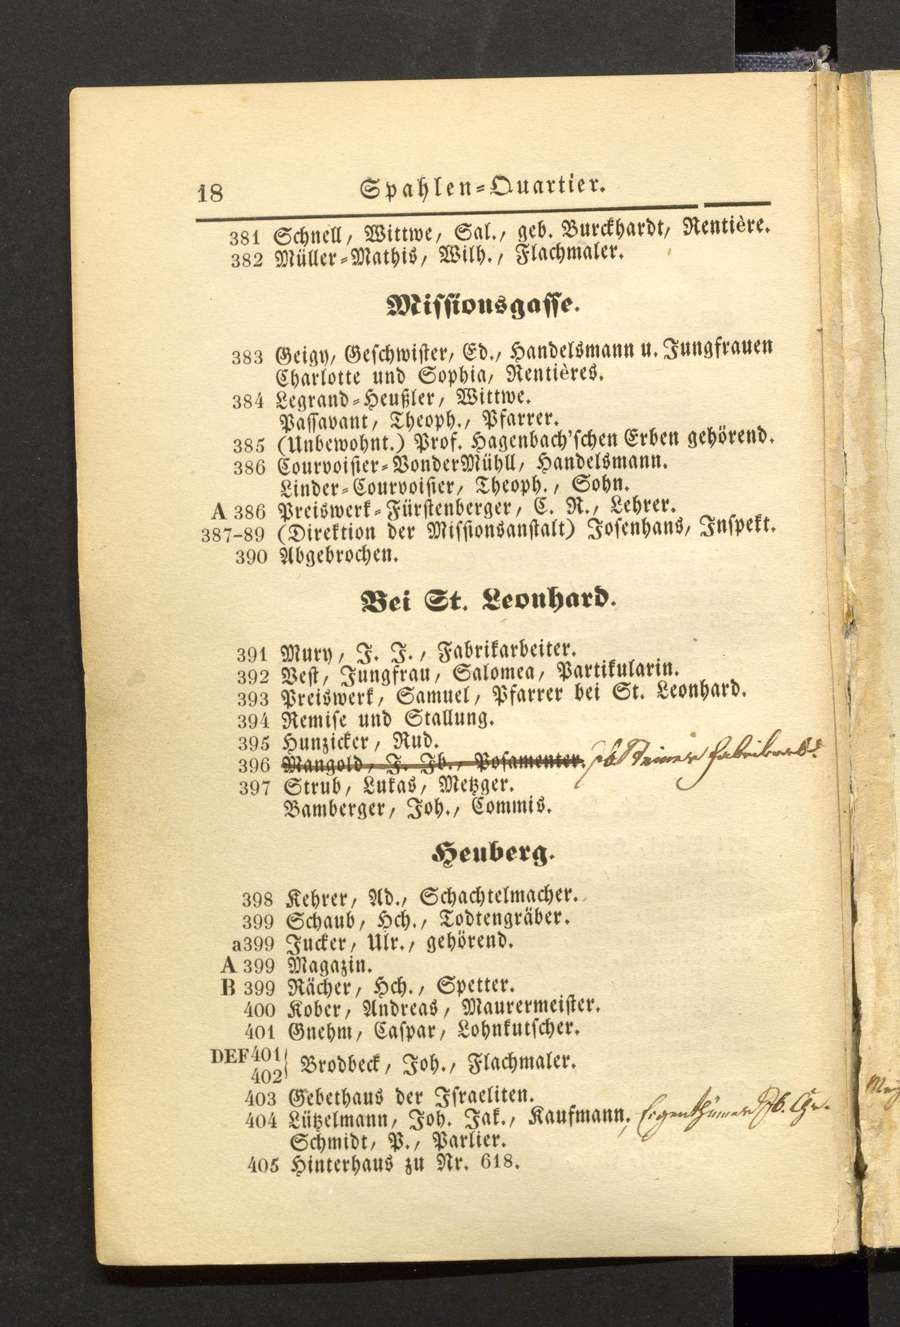 18 Spahlen-Quartier.
381 Schnell, Wittwe, Sal., geb. Burckhardt, Rentière.
382 Müller-Mathis, Wilh., Flachmaler.
Missionsgasse.
383 Geigy, Geschwister, Ed., Handelsmann u. Jungfrauen
Charlotte und Sophia, Rentières.
384 Legrand-Heußler, Wittwe.
Passavant, Theoph., Pfarrer.
385 (Unbewohnt.) Prof. Hagenbach'schen Erben gehörend.
386 Courvoisier-VonderMühll, Handelsmann.
Linder-Courvoisier, Theoph., Sohn.
A 386 Preiswerk-Fürstenberger, C. R., Lehrer.
387-89 (Direktion der Missionsanstalt) Josenhans, Inspekt.
390 Abgebrochen.
Bei St. Leonhard.
391 Mury, J. J., Fabrikarbeiter.
392 Vest, Jungfrau, Salomea, Partikularin.
393 Preiswerk, Samuel, Pfarrer bei St. Leonhard.
394 Remise und Stallung.
395 Hunzicker, Rud.
396 Mangold, J. Jb., Posamenter. Jb Steiner Fabrikarb.
397 Strub, Lukas, Metzger.
Bamberger, Joh., Commis.
Heuberg.
398 Kehrer, Ad., Schachtelmacher.
399 Schaub, Hch., Todtengräber.
a399 Jucker, Ulr., gehörend.
A 399 Magazin.
B 399 Rächer, Hch., Spetter.
400 Kober, Andreas, Maurermeister.
401 Gnehm, Caspar, Lohnkutscher.
DEF401
402 Brodbeck, Joh., Flachmaler.
403 Gebethaus der Israeliten.
404 Lützelmann, Joh. Jak., Kaufmann, Eigenthümer Jb.
Schmidt, P., Parlier.
405 Hinterhaus zu Nr. 618.